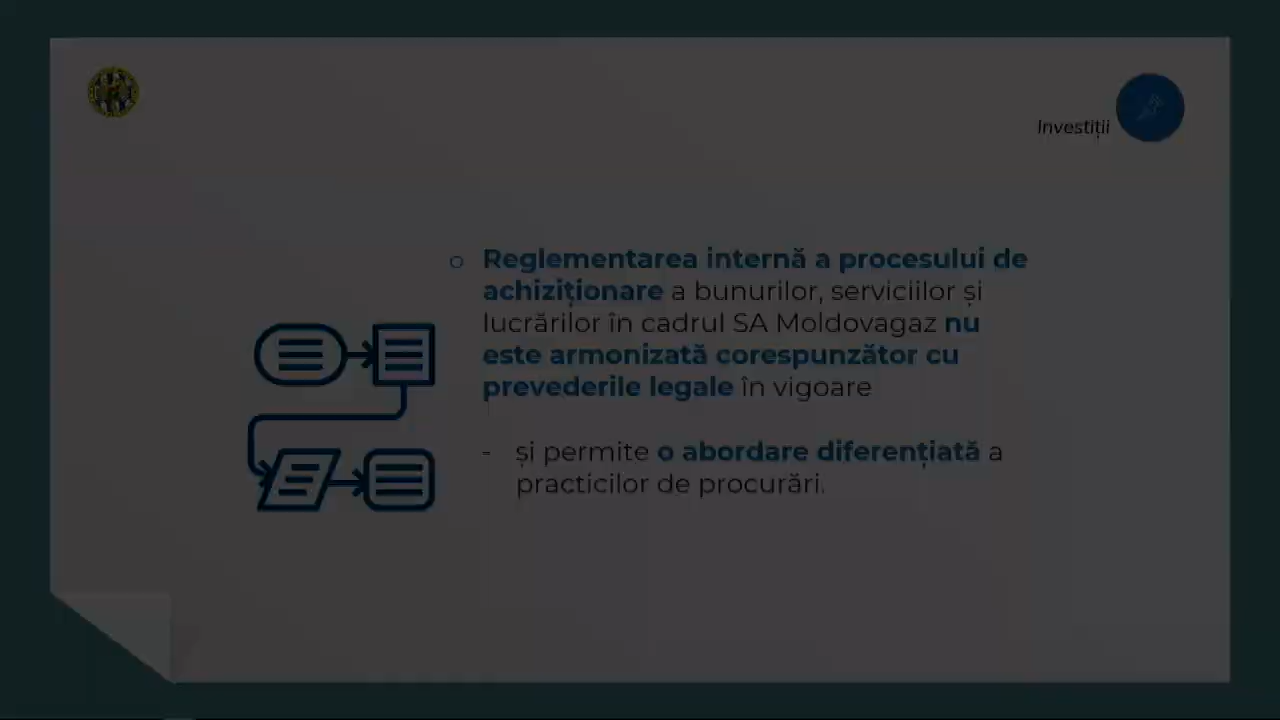 Investiții
o Reglementarea internă a procesului de
achiziționare a bunurilor, serviciilor și
lucrărilor în cadrul SA Moldovagaz nu
este armonizată corespunzător cu
prevederile legale în vigoare
- și permite o abordare diferențiată a
practicilor de procurări.